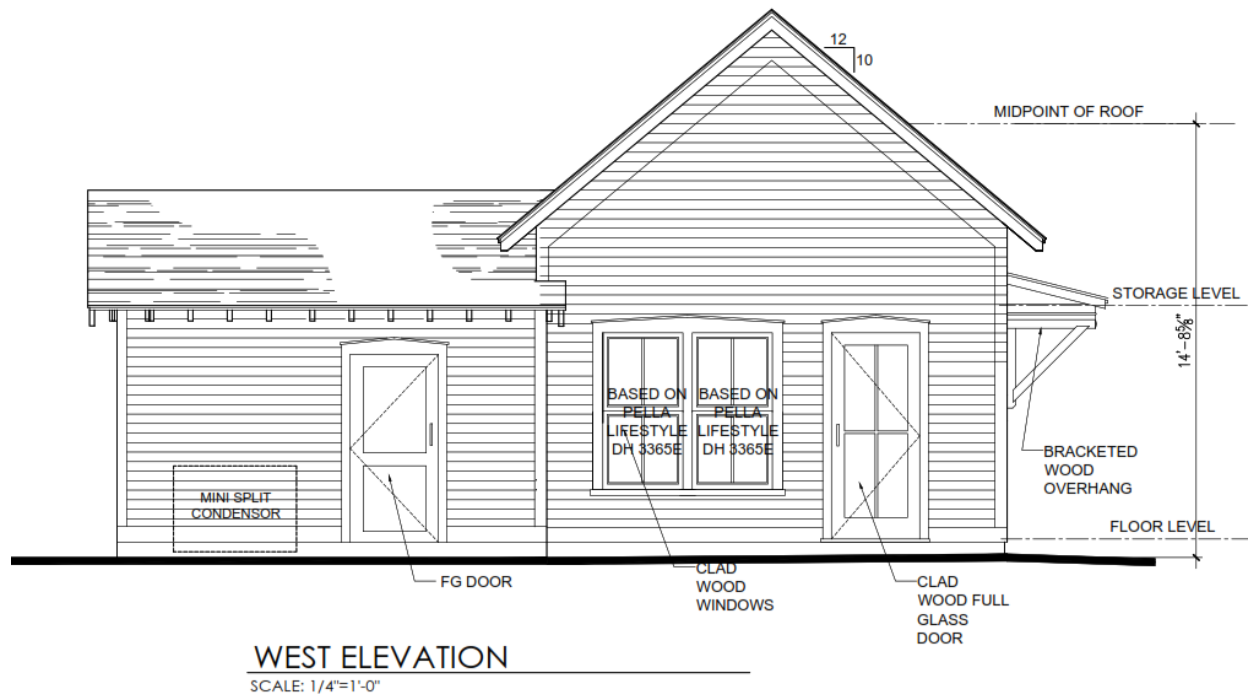 12
10
MIDPOINT OF ROOF
STORAGE LEVEL
14'-8⅝"
BASED ON
PELLA
LIFESTYLE
DH 3365E
BASED ON
PELLA
LIFESTYLE
DH 3365E
BRACKETED
WOOD
OVERHANG
MINI SPLIT
CONDENSOR
FLOOR LEVEL
FG DOOR
CLAD
WOOD
WINDOWS
CLAD
WOOD FULL
GLASS
DOOR
WEST ELEVATION
SCALE: 1/4"=1'-0"